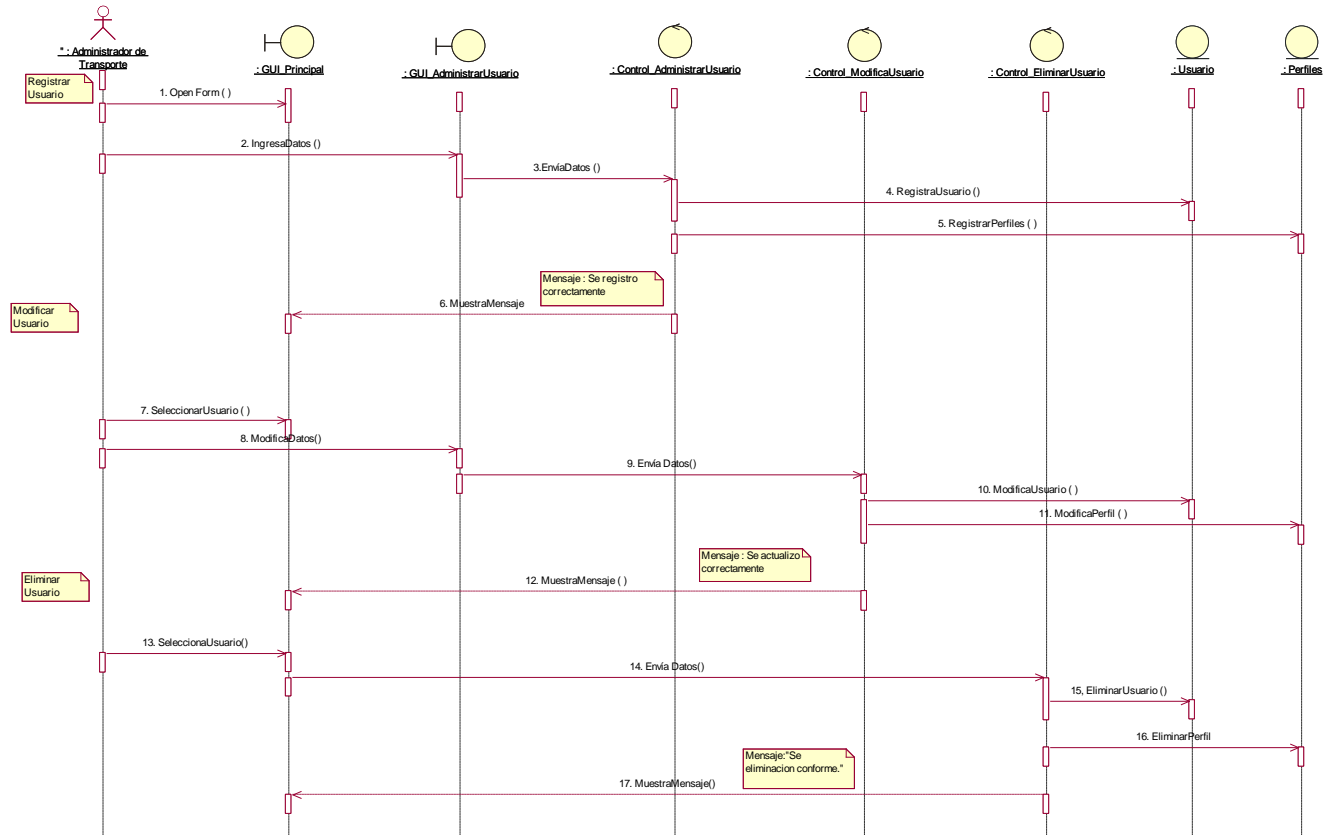 " : Administrador de
Transporte
: GUI_Principal
: GUI_AdministrarUsuario
: Control_AdministrarUsuario
: Control_ModificaUsuario
: Control_EliminarUsuario
: Usuario
: Perfiles
Registrar
Usuario
1. Open Form ( )
2. IngresaDatos ()
3.EnvíaDatos ()
4. RegistraUsuario ()
5. RegistrarPerfiles ( )
Mensaje : Se registro
correctamente
6. MuestraMensaje
Modificar
Usuario
7. SeleccionarUsuario ( )
8. ModificaDatos()
9. Envía Datos()
10. ModificaUsuario ( )
11. ModificaPerfil ( )
Mensaje : Se actualizo
correctamente
12. MuestraMensaje ( )
Eliminar
Usuario
13. SeleccionaUsuario()
14. Envía Datos()
15, EliminarUsuario ()
16. EliminarPerfil
Mensaje:"Se
eliminacion conforme."
17. MuestraMensaje()